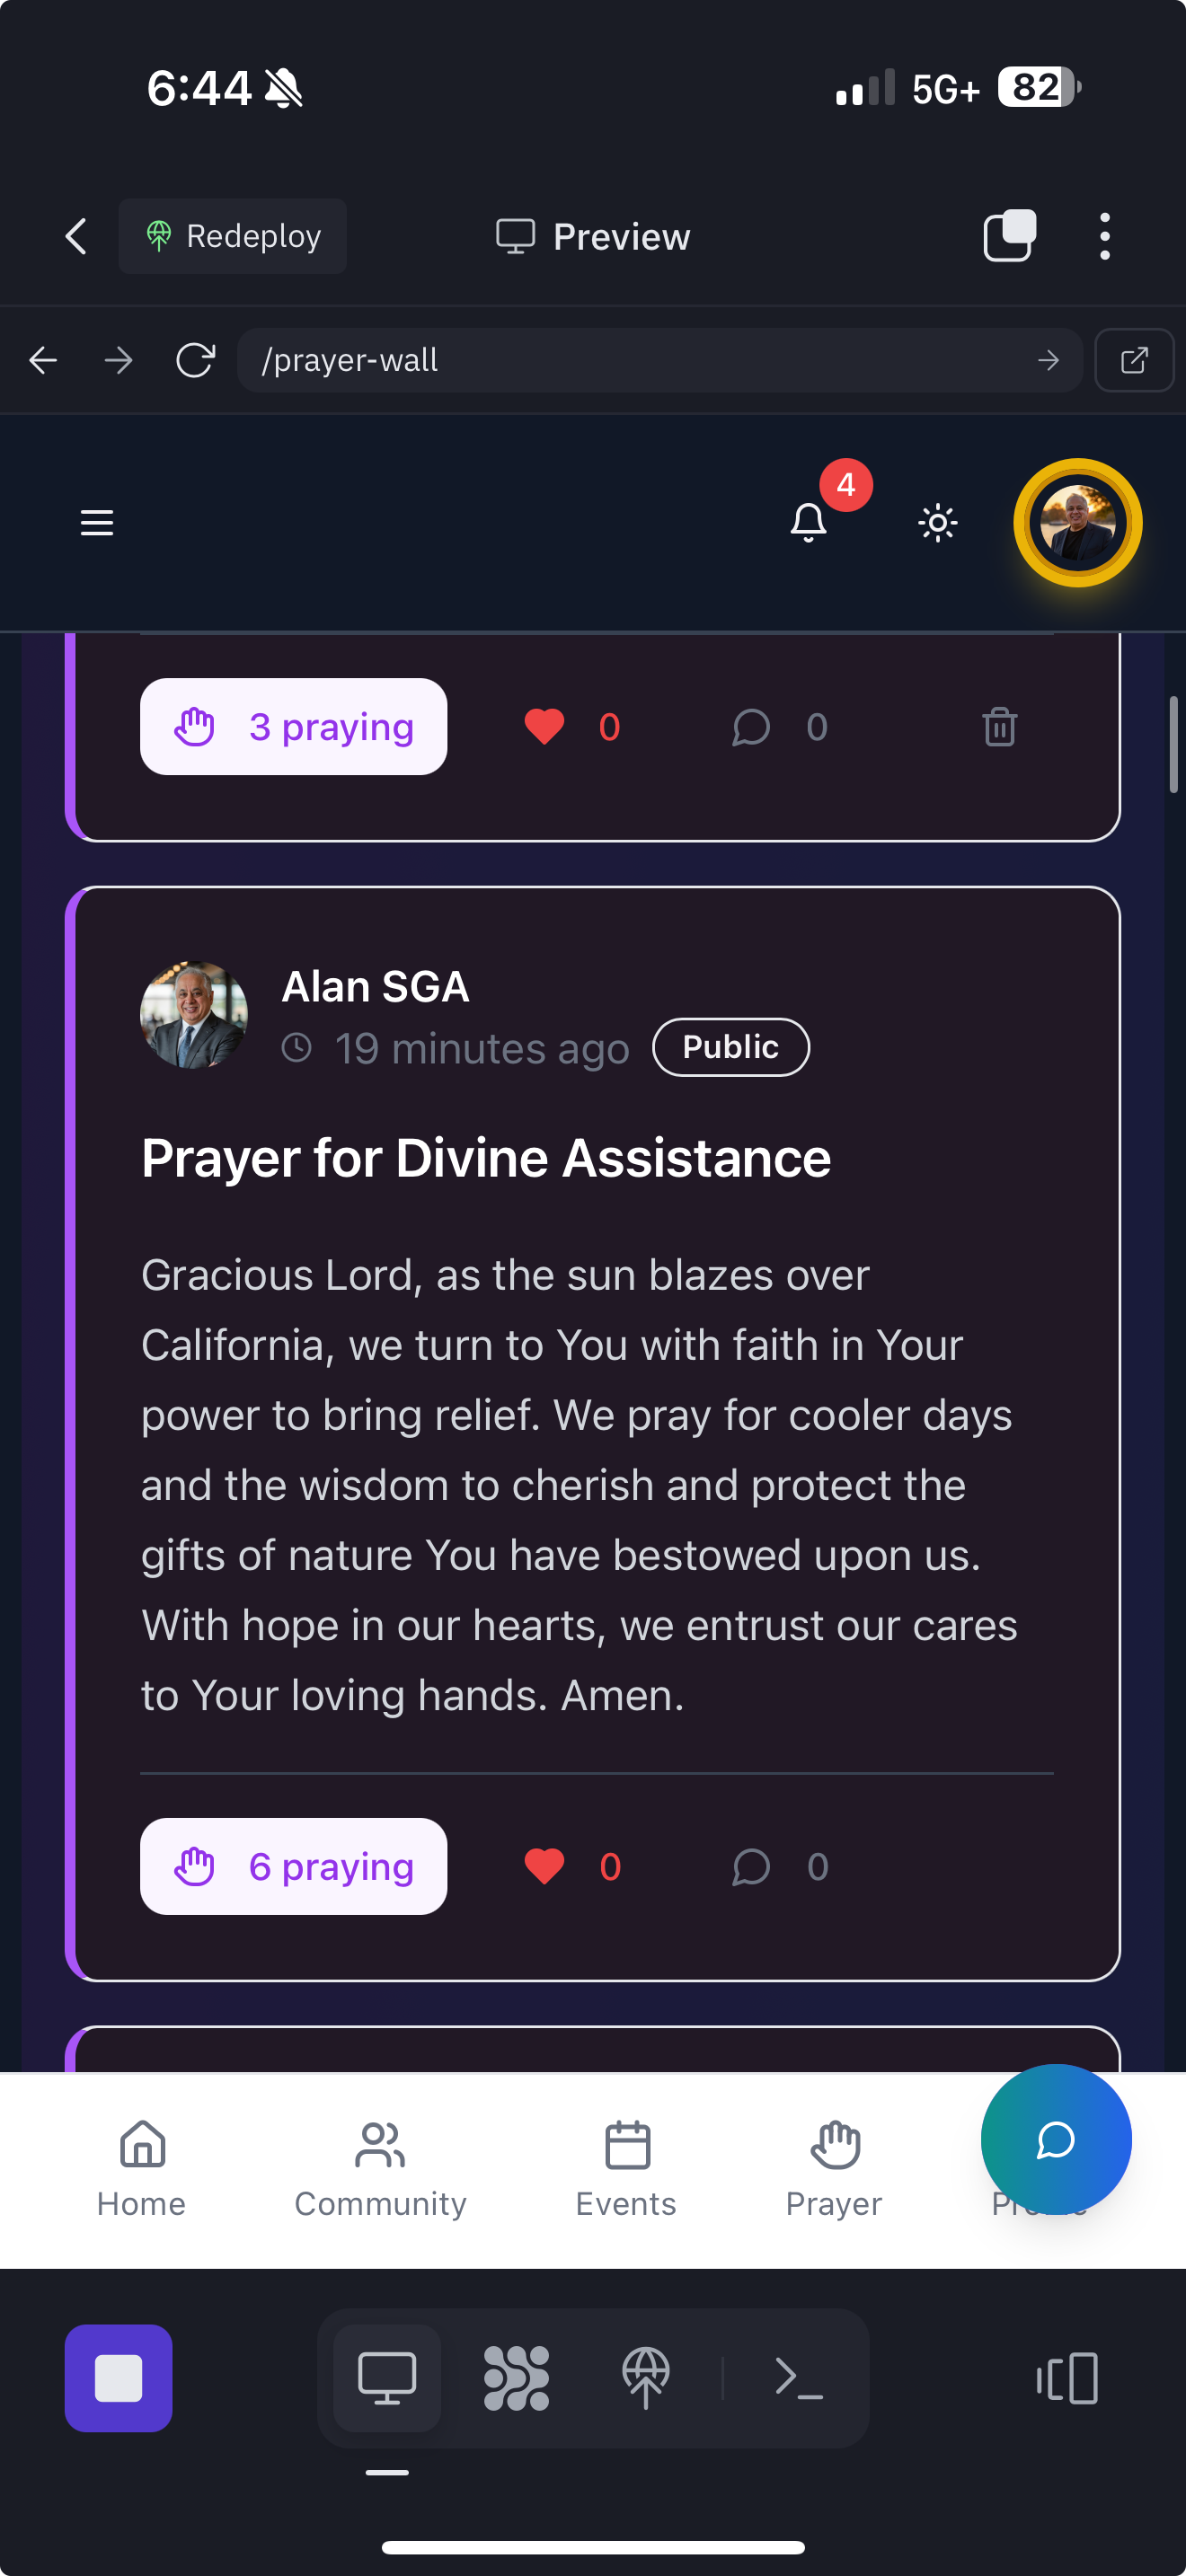 6:44
5G+
82
Redeploy
Preview
/prayer-wall
4
3 praying
0
0
Alan SGA
19 minutes ago
Public
Prayer for Divine Assistance
Gracious Lord, as the sun blazes over
California, we turn to You with faith in Your
power to bring relief. We pray for cooler days
and the wisdom to cherish and protect the
gifts of nature You have bestowed upon us.
With hope in our hearts, we entrust our cares
to Your loving hands. Amen.
6 praying
0
0
Home
Community
Events
Prayer